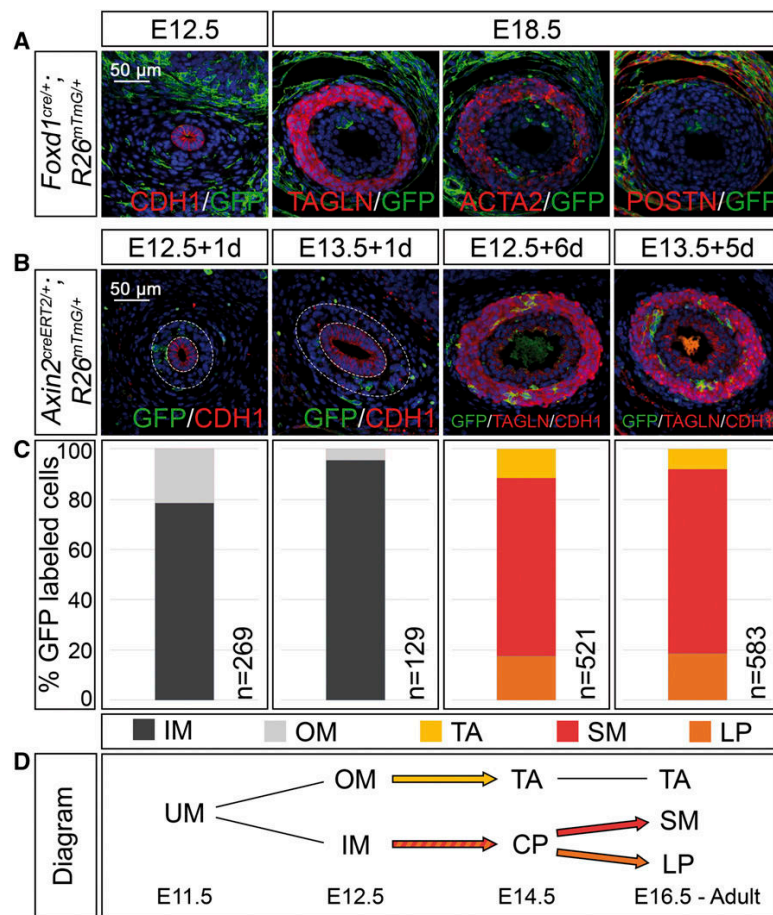 E12.5
E18.5
A
Foxd1cre/+;
R26mTmG/+
50 µm
CDH1/GFP
TAGLN/GFP
ACTA2/GFP
POSTN/GFP
E12.5+1d
E13.5+1d
E12.5+6d
E13.5+5d
B
Axin2creERT2/+;
R26mTmG/+
50 µm
GFP/CDH1
GFP/CDH1
GFP/TAGLN/CDH1
GFP/TAGLN/CDH1
C
% GFP labeled cells
100
80
60
40
20
0
n=269
n=129
n=521
n=583
IM
OM
TA
SM
LP
D
Diagram
OM
TA
TA
UM
SM
IM
CP
LP
E11.5
E12.5
E14.5
E16.5 - Adult